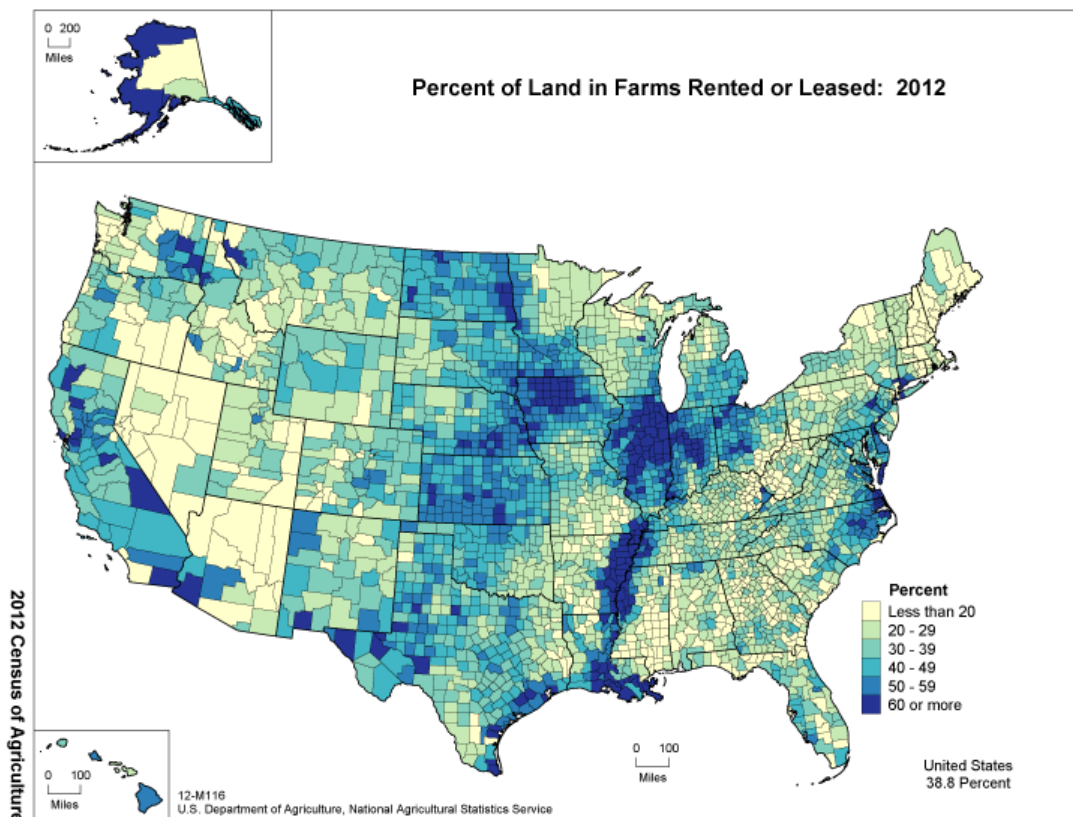 0 200
Miles
Percent of Land in Farms Rented or Leased: 2012
Percent
Less than 20
20 - 29
30 - 39
40 - 49
50 - 59
60 or more
2012 Census of Agriculture
0 100
Miles
0 100
Miles
United States
38.8 Percent
12-M116
U.S. Department of Agriculture, National Agricultural Statistics Service